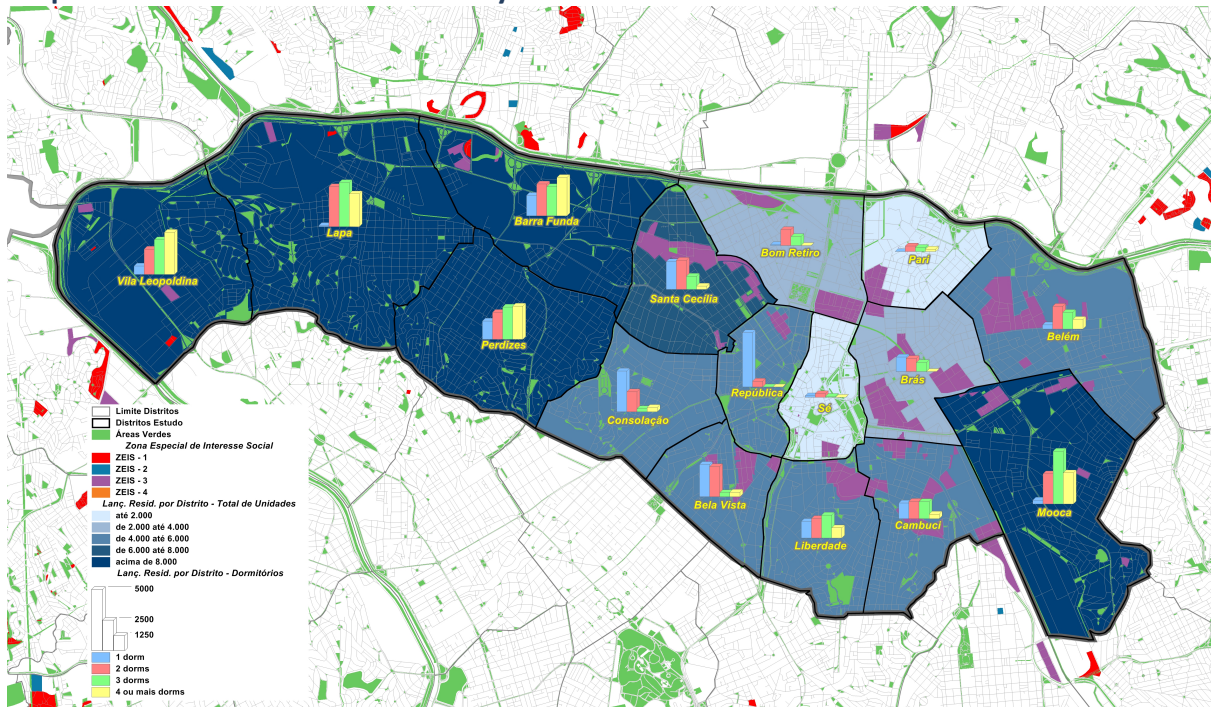 Lapa
Barra Funda
Vila Leopoldina
Bom Retiro
Pari
Santa Cecília
Perdizes
Belém
Brás
República
Sé
Consolação
Bela Vista
Liberdade
Cambuci
Mooca
Limite Distritos
Distritos Estudo
Áreas Verdes
Zona Especial de Interesse Social
ZEIS - 1
ZEIS - 2
ZEIS - 3
ZEIS - 4
Lanç. Resid. por Distrito - Total de Unidades
até 2.000
de 2.000 até 4.000
de 4.000 até 6.000
de 6.000 até 8.000
acima de 8.000
Lanç. Resid. por Distrito - Dormitórios
5000
2500
1250
1 dorm
2 dorms
3 dorms
4 ou mais dorms